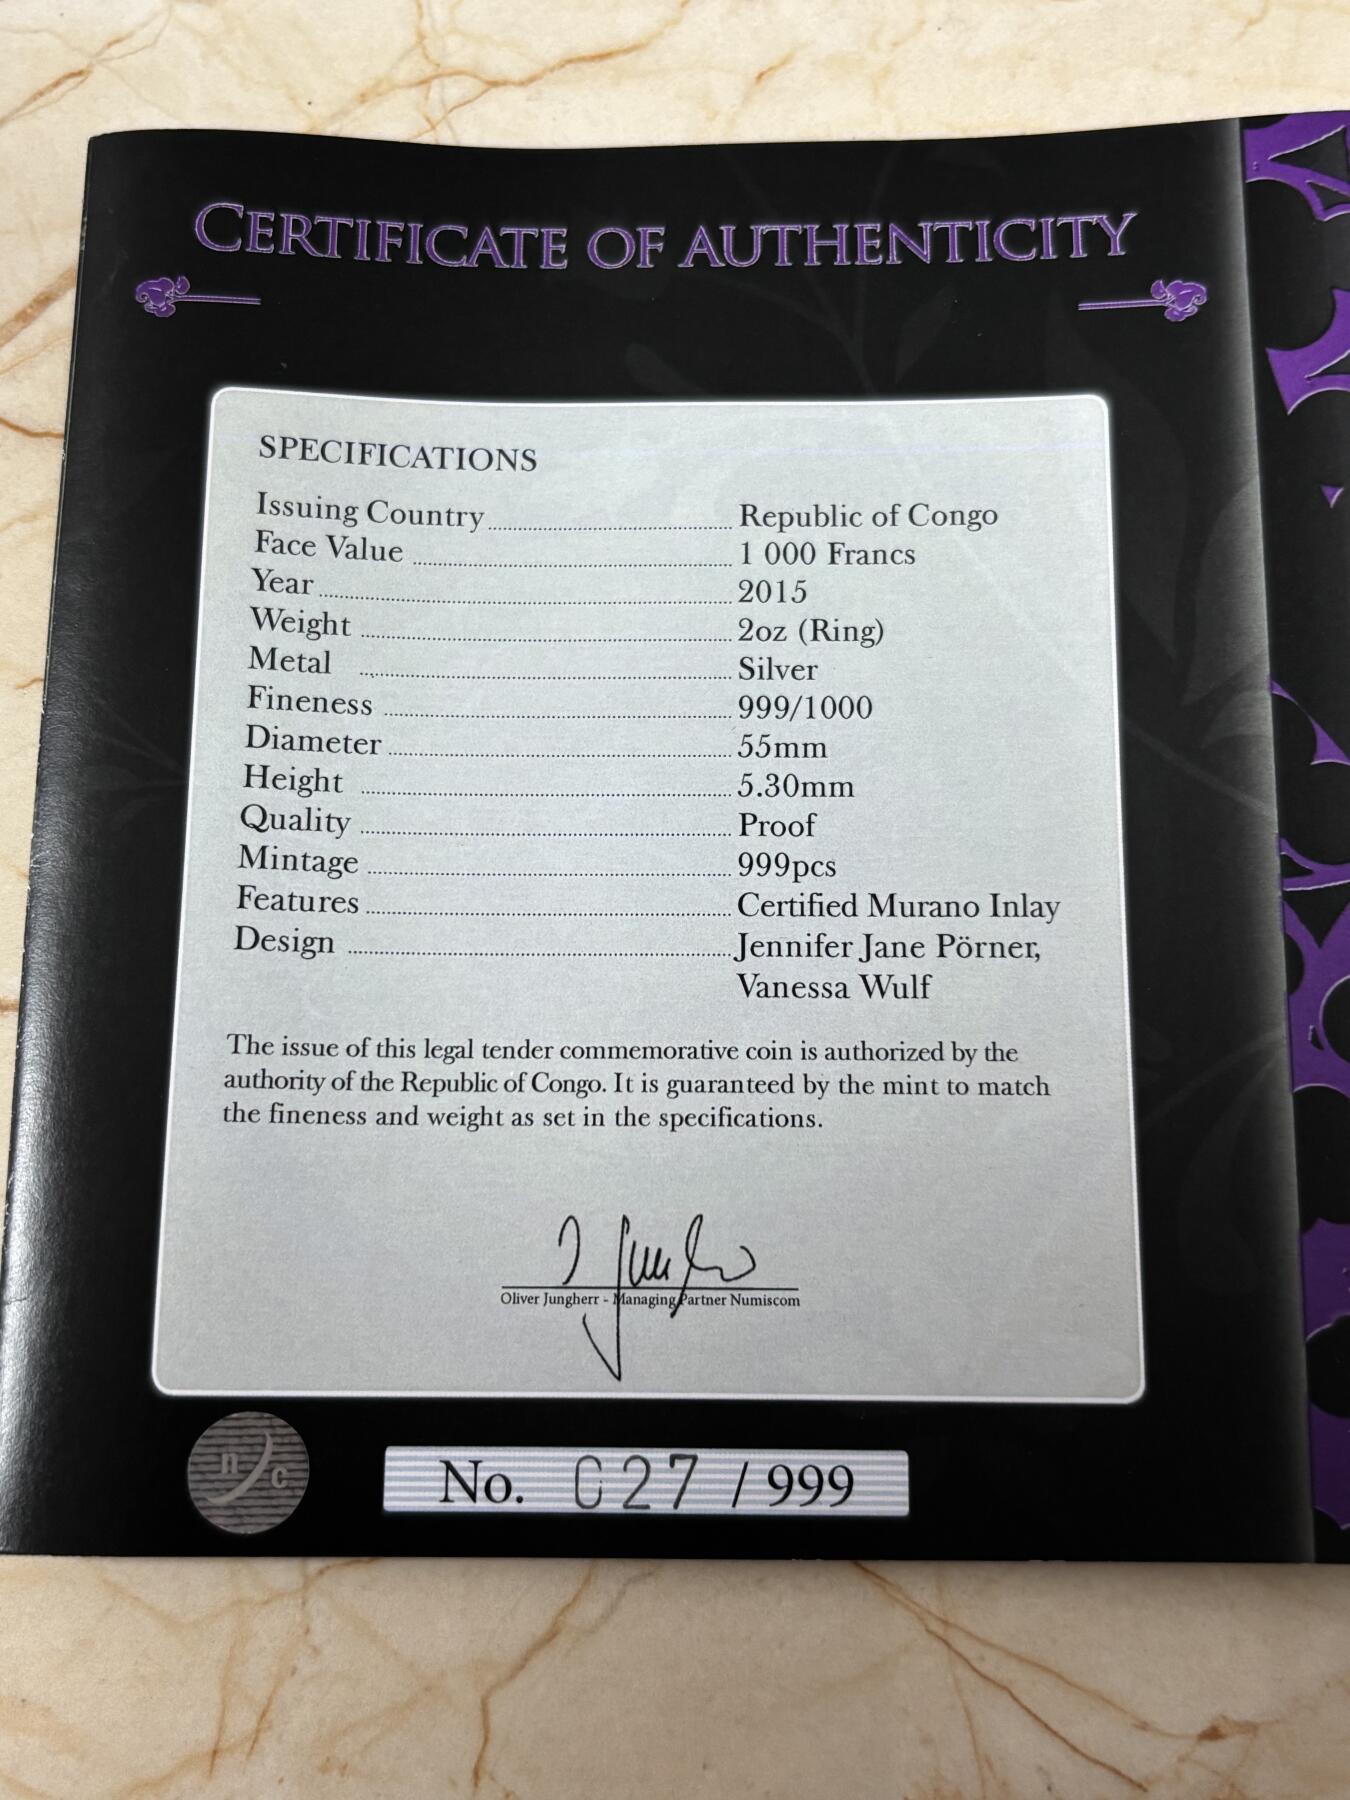 CERTIFICATE OF AUTHENTICITY
SPECIFICATIONS
Issuing Country ........ Republic of Congo
Face Value ........ 1 000 Francs
Year ........ 2015
Weight ........ 2oz (Ring)
Metal ........ Silver
Fineness ........ 999/1000
Diameter ........ 55mm
Height ........ 5.30mm
Quality ........ Proof
Mintage ........ 999pcs
Features ........ Certified Murano Inlay
Design ........ Jennifer Jane Pörner,
Vanessa Wulf
The issue of this legal tender commemorative coin is authorized by the
authority of the Republic of Congo. It is guaranteed by the mint to match
the fineness and weight as set in the specifications.
Oliver Jungherr - Managing Partner Numiscom
n c
No. 027 / 999